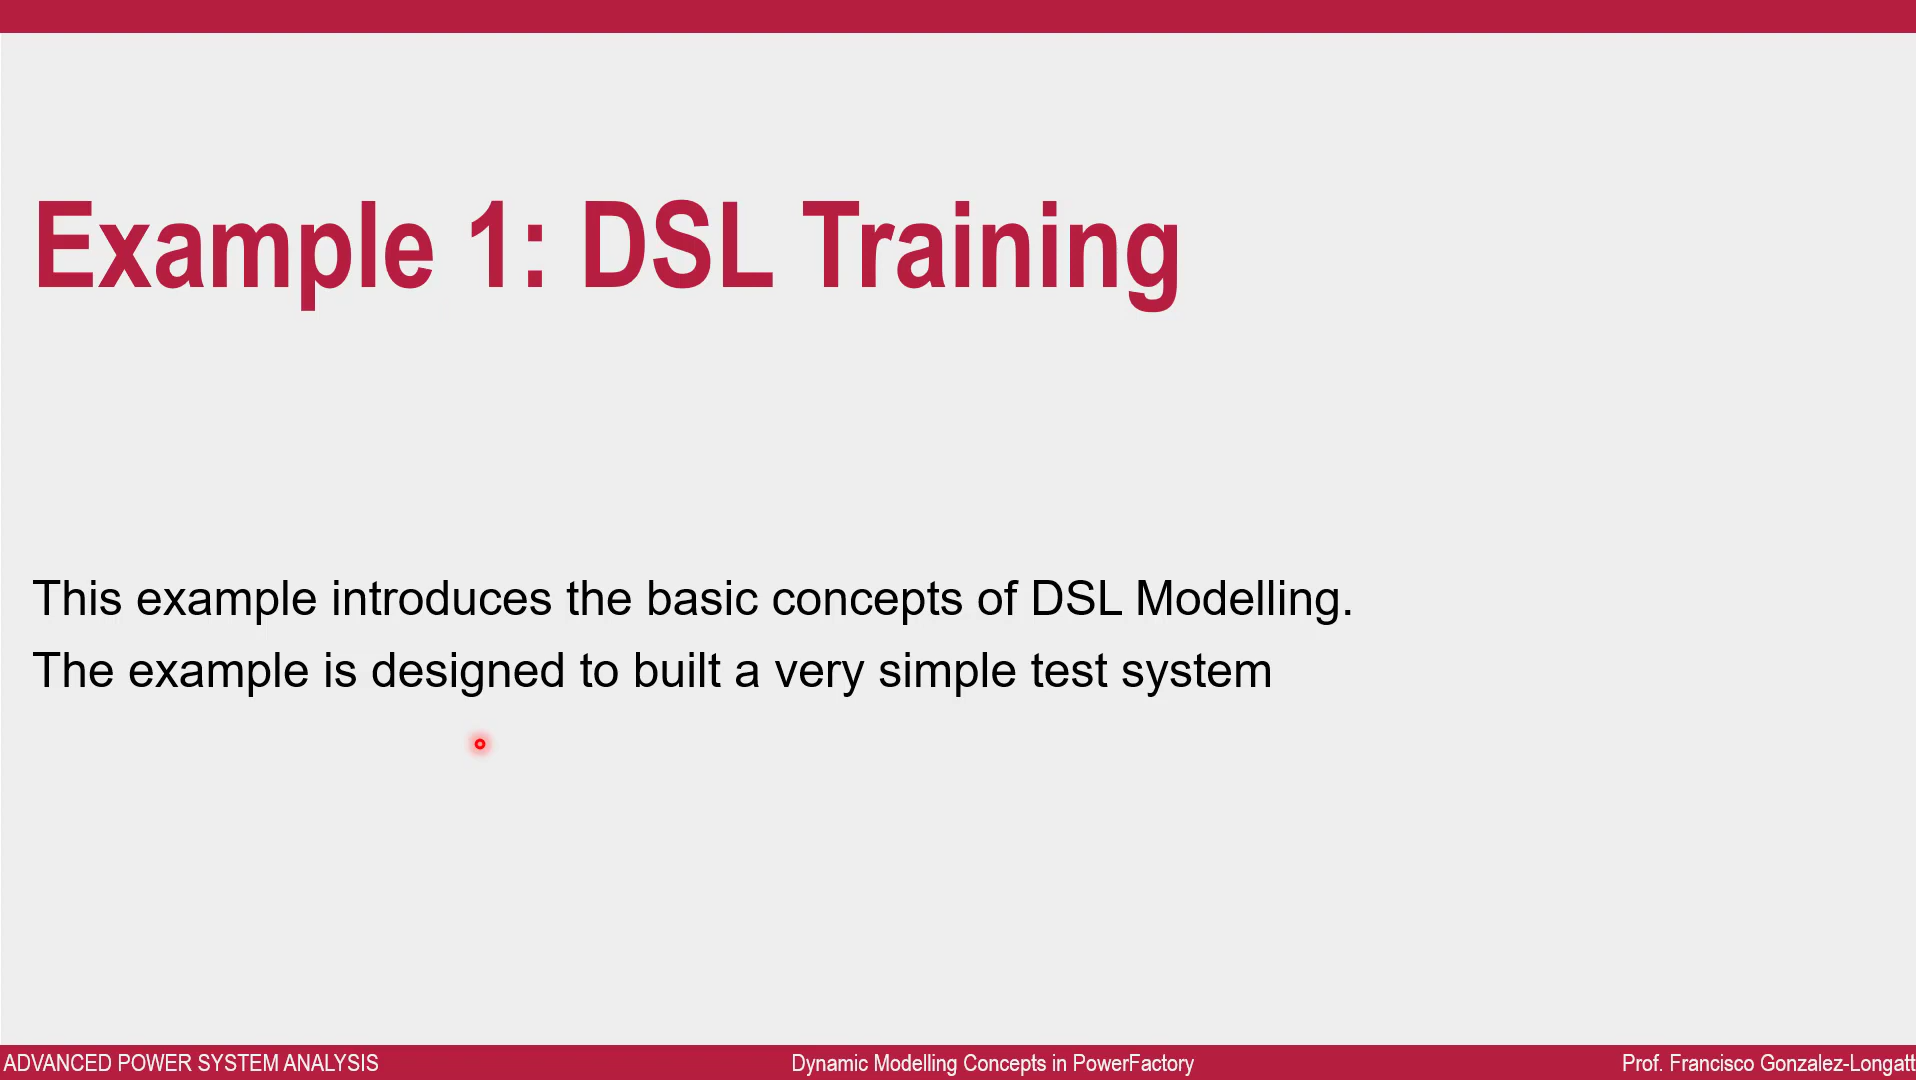 Example 1: DSL Training
This example introduces the basic concepts of DSL Modelling.
The example is designed to built a very simple test system
ADVANCED POWER SYSTEM ANALYSIS
Dynamic Modelling Concepts in PowerFactory
Prof. Francisco Gonzalez-Longatt